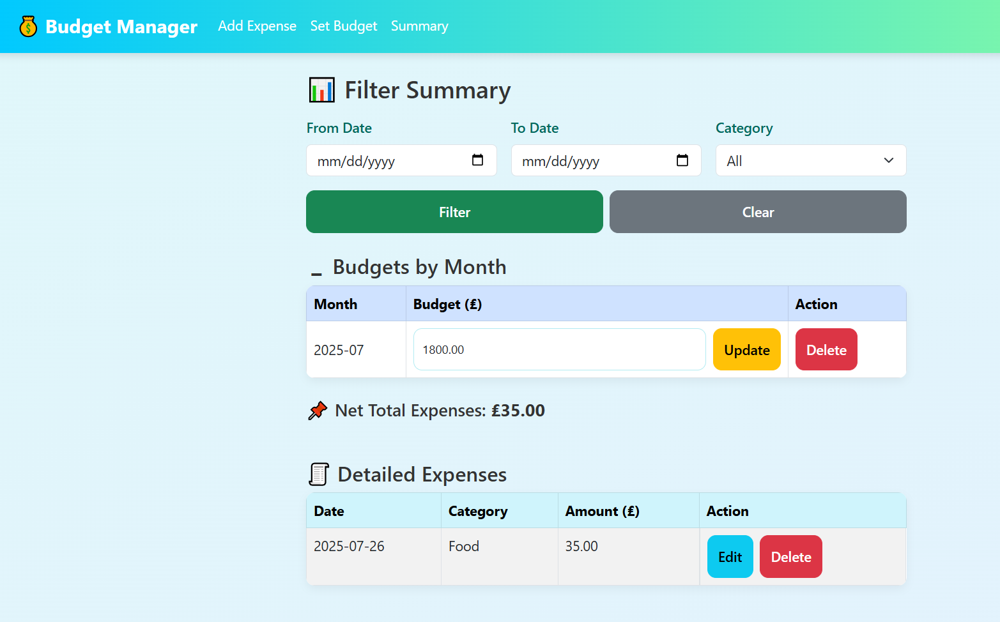 Budget Manager Add Expense Set Budget Summary
Filter Summary
From Date To Date Category
mm/dd/yyyy mm/dd/yyyy All
Filter Clear
_ Budgets by Month
Month Budget (£) Action
2025-07 1800.00 Update Delete
Net Total Expenses: £35.00
Detailed Expenses
Date Category Amount (£) Action
2025-07-26 Food 35.00 Edit Delete